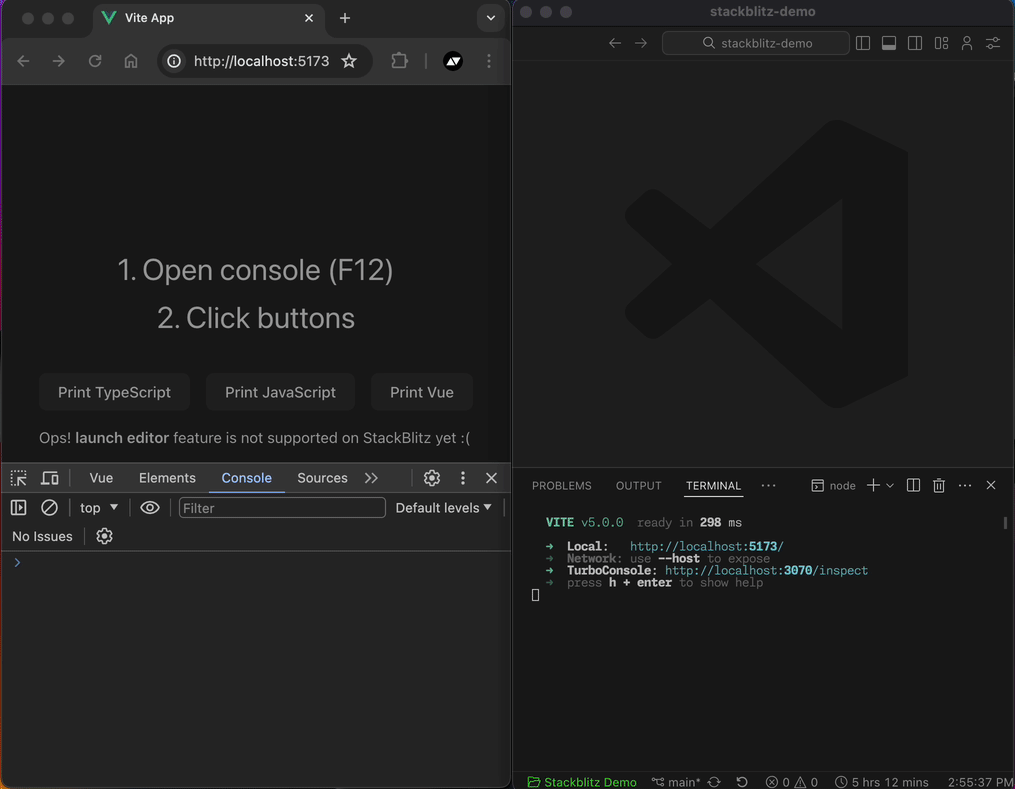 Vite App
http://localhost:5173
1. Open console (F12)
2. Click buttons
Print TypeScript
Print JavaScript
Print Vue
Ops! launch editor feature is not supported on StackBlitz yet :(
Vue
Elements
Console
Sources
top
Filter
Default levels
No Issues
stackblitz-demo
stackblitz-demo
PROBLEMS
OUTPUT
TERMINAL
node
VITE v5.0.0 ready in 298 ms
➜ Local: http://localhost:5173/
➜ Network: use --host to expose
➜ TurboConsole: http://localhost:3070/inspect
➜ press h + enter to show help
Stackblitz Demo
main*
0
0
5 hrs 12 mins
2:55:37 PM